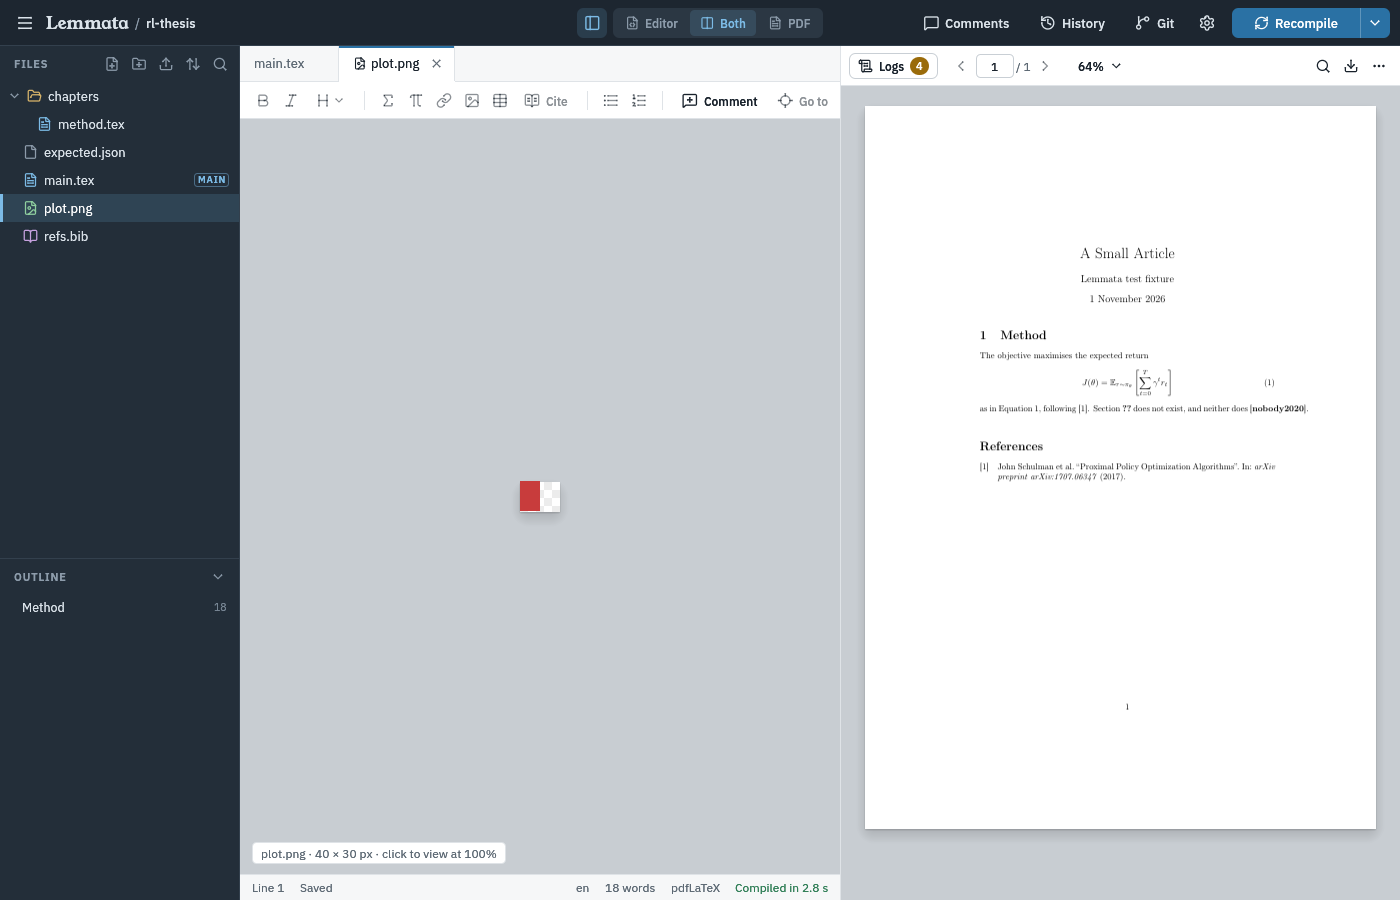 Lemmata / rl-thesis
Editor
Both
PDF
Comments
History
Git
Recompile
FILES
chapters
method.tex
expected.json
main.tex MAIN
plot.png
refs.bib
OUTLINE
Method 18
main.tex
plot.png
Cite
Comment
Go to
plot.png · 40 × 30 px · click to view at 100%
Line 1 Saved en 18 words pdfLaTeX Compiled in 2.8 s
Logs 4
1 / 1
64%
A Small Article
Lemmata test fixture
1 November 2026
1 Method
The objective maximises the expected return
J(θ) = 𝔼τ∼πθ [∑t=0T γt rt] (1)
as in Equation 1, following [1]. Section ?? does not exist, and neither does [nobody2020].
References
[1] John Schulman et al. “Proximal Policy Optimization Algorithms”. In: arXiv
preprint arXiv:1707.06347 (2017).
1